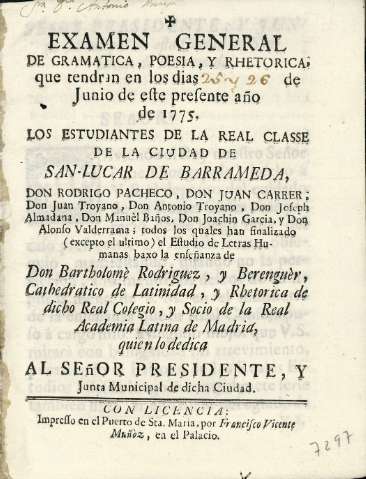 ✠
EXAMEN GENERAL
DE GRAMATICA, POESIA, Y RHETORICA;
que tendran en los dias 25 y 26 de
Junio de este presente año
de 1775.
LOS ESTUDIANTES DE LA REAL CLASSE
DE LA CIUDAD DE
SAN-LUCAR DE BARRAMEDA,
DON RODRIGO PACHECO, DON JUAN CARRER;
Don Juan Troyano, Don Antonio Troyano, Don Joseph
Almadana, Don Manuèl Baños, Don Joachin Garcia, y Don
Alonso Valderrama; todos los quales han finalizado
(excepto el ultimo) el Estudio de Letras Hu-
manas baxo la enseñanza de
Don Bartholomè Rodriguez, y Berenguèr,
Cathedratico de Latinidad, y Rhetorica de
dicho Real Colegio, y Socio de la Real
Academia Latina de Madrid,
quien lo dedica
AL SEñOR PRESIDENTE, Y
Junta Municipal de dicha Ciudad.
CON LICENCIA:
Impresso en el Puerto de Sta. Maria, por Francisco Vicente
Muñoz, en el Palacio.
7297